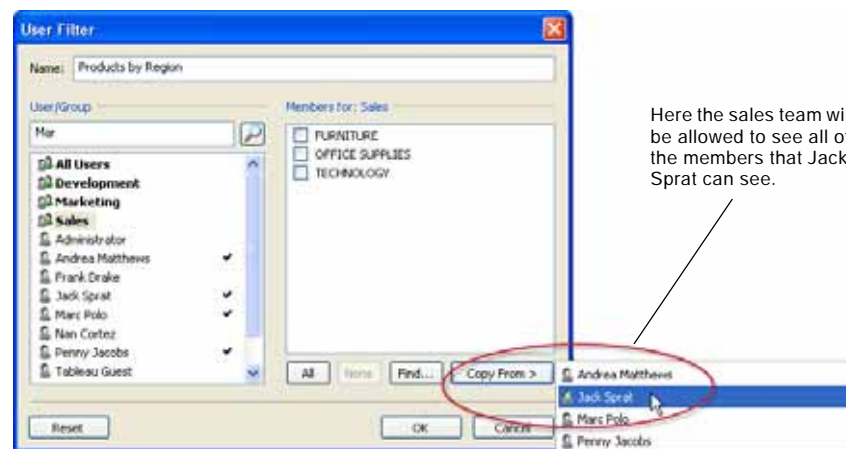 User Filter
Name: Products by Region
User/Group
Members for: Sales
Mar
All Users
Development
Marketing
Sales
Administrator
Andrea Matthews
Frank Drake
Jack Sprat
Marc Polo
Nan Cortez
Penny Jacobs
Tableau Guest
FURNITURE
OFFICE SUPPLIES
TECHNOLOGY
All
None
Find...
Copy From >
Reset
OK
Cancel
Andrea Matthews
Jack Sprat
Marc Polo
Penny Jacobs
Here the sales team wi
be allowed to see all o
the members that Jack
Sprat can see.